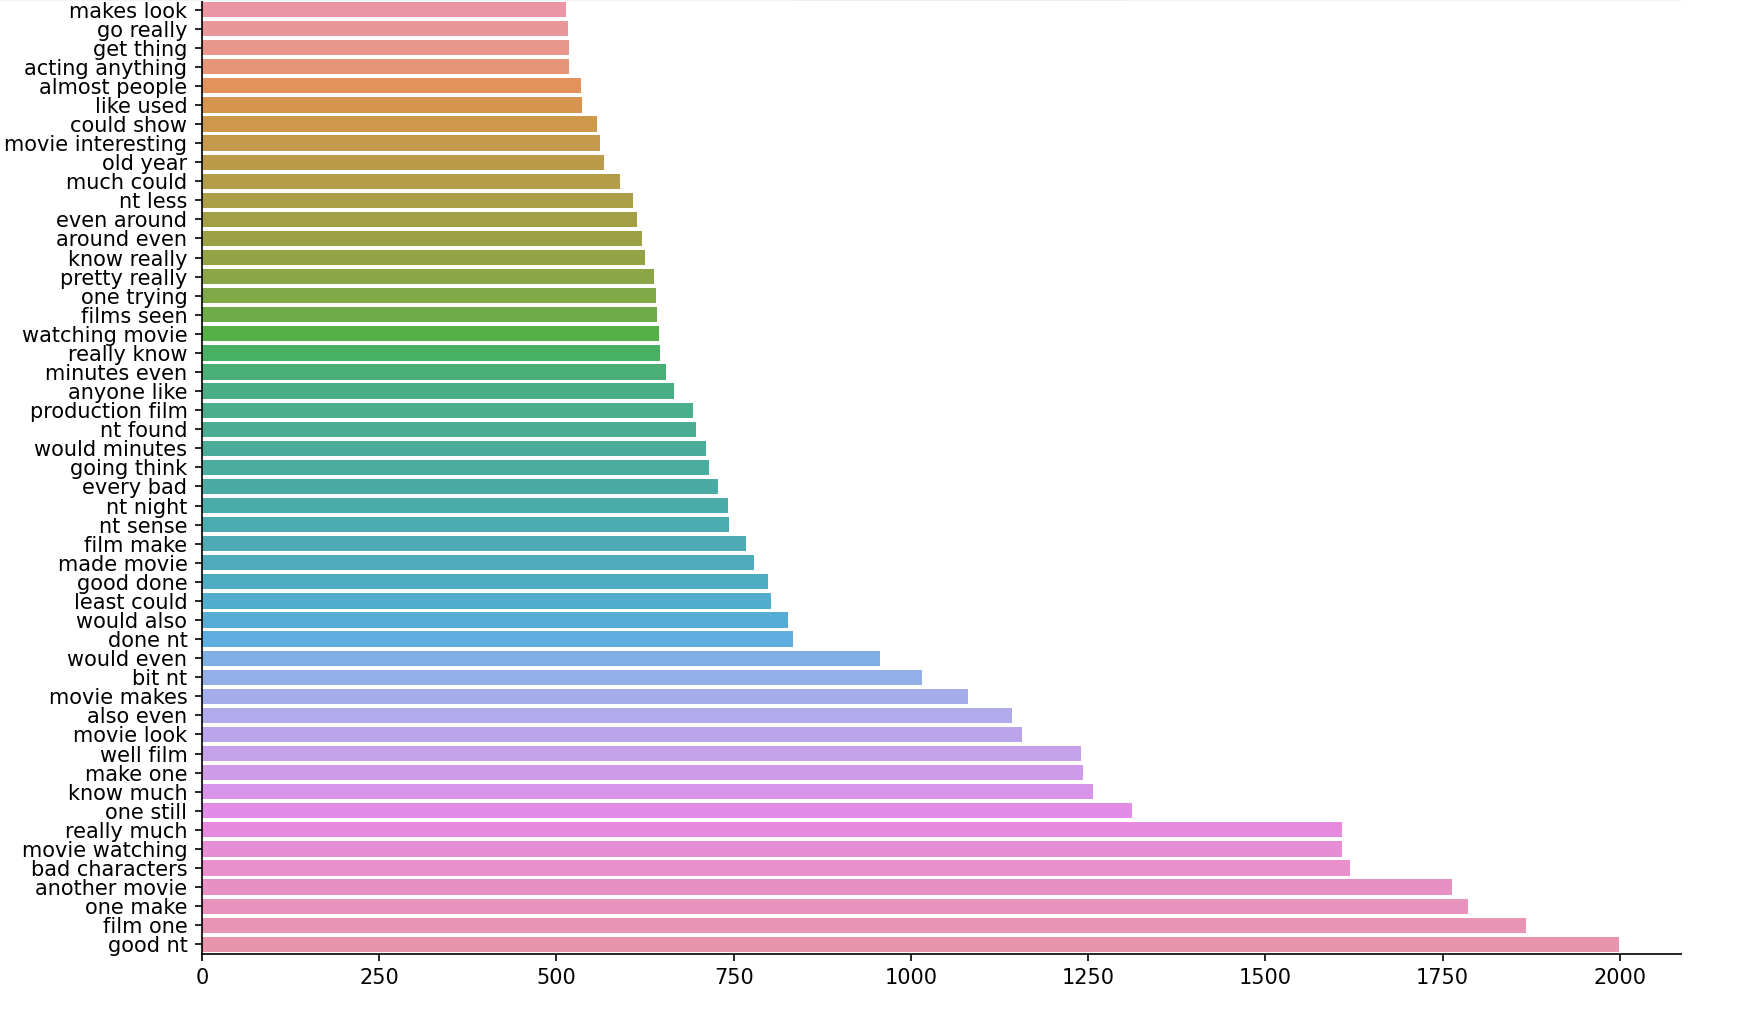 makes look
go really
get thing
acting anything
almost people
like used
could show
movie interesting
old year
much could
nt less
even around
around even
know really
pretty really
one trying
films seen
watching movie
really know
minutes even
anyone like
production film
nt found
would minutes
going think
every bad
nt night
nt sense
film make
made movie
good done
least could
would also
done nt
would even
bit nt
movie makes
also even
movie look
well film
make one
know much
one still
really much
movie watching
bad characters
another movie
one make
film one
good nt
0 250 500 750 1000 1250 1500 1750 2000